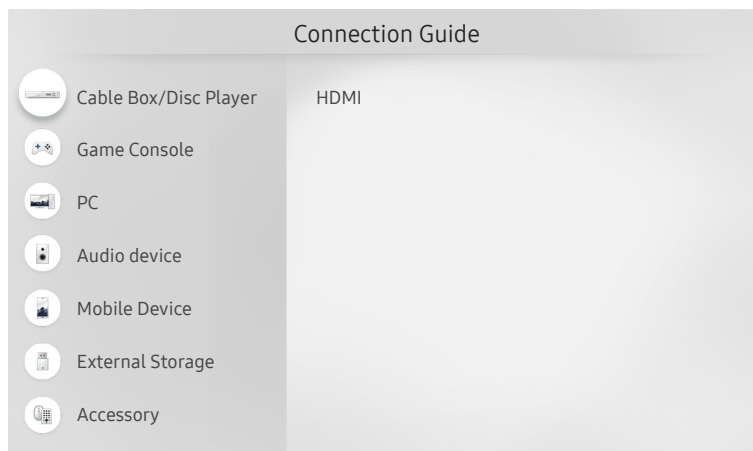 Connection Guide
Cable Box/Disc Player
HDMI
Game Console
PC
Audio device
Mobile Device
External Storage
Accessory